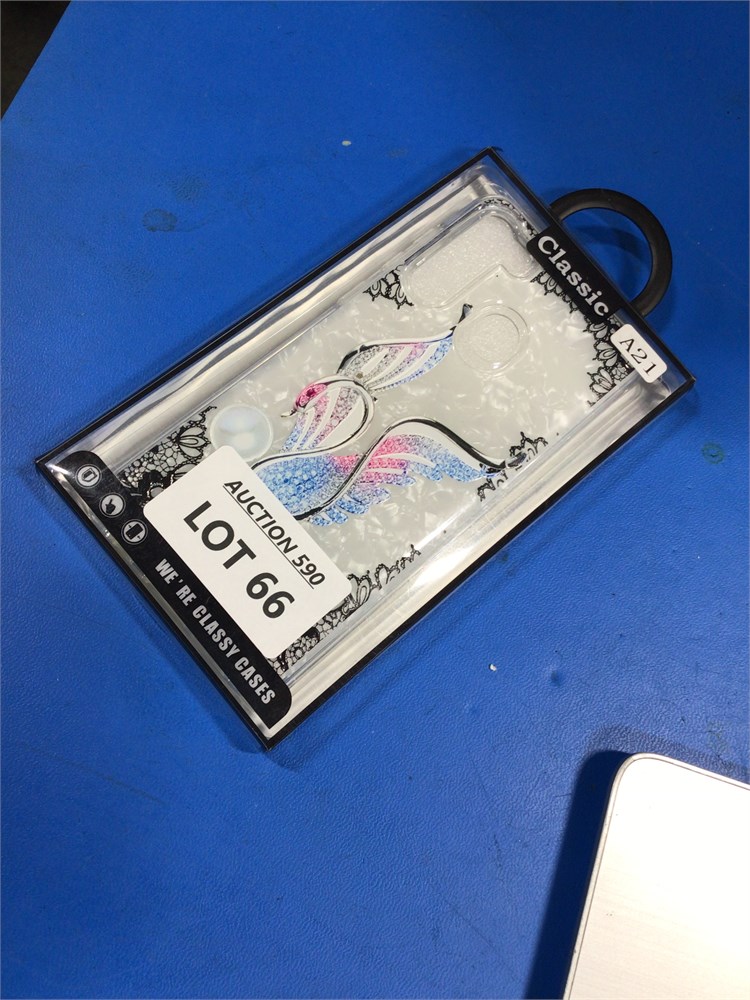 Classic
A21
AUCTION 590
LOT 66
WE'RE CLASSY CASES